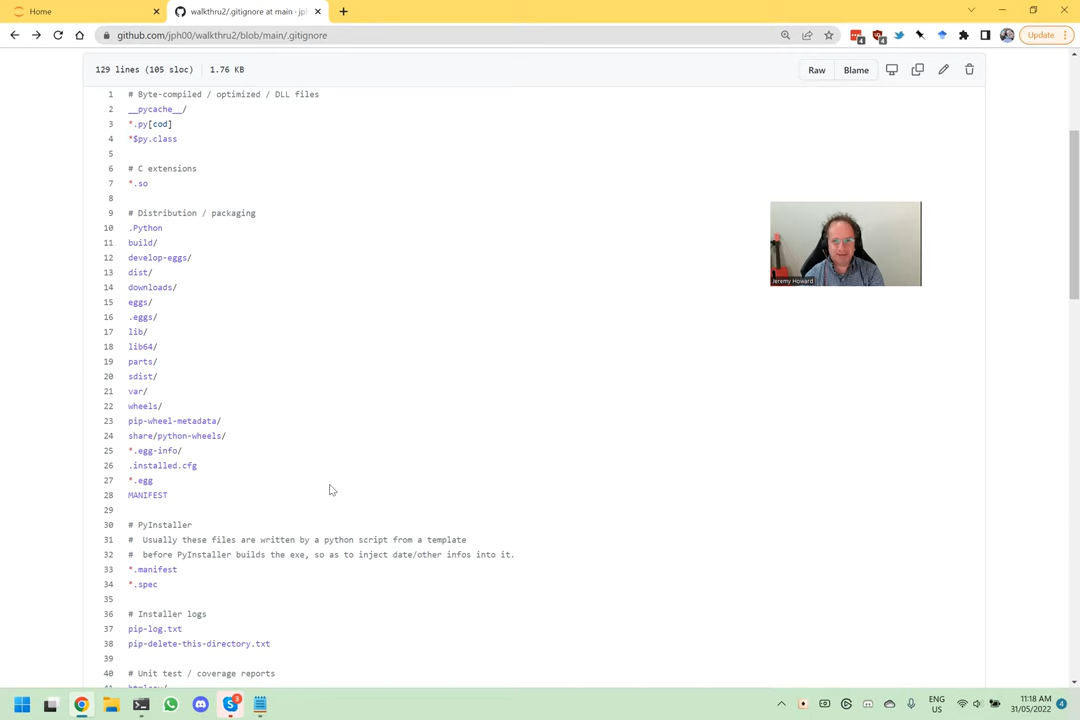 Home
walkthru2/.gitignore at main · jp
github.com/jph00/walkthru2/blob/main/.gitignore
4
4
Update
129 lines (105 sloc) 1.76 KB
Raw
Blame
1 # Byte-compiled / optimized / DLL files
2 __pycache__/
3 *.py[cod]
4 *$py.class
5
6 # C extensions
7 *.so
8
9 # Distribution / packaging
10 .Python
11 build/
12 develop-eggs/
13 dist/
14 downloads/
15 eggs/
16 .eggs/
17 lib/
18 lib64/
19 parts/
20 sdist/
21 var/
22 wheels/
23 pip-wheel-metadata/
24 share/python-wheels/
25 *.egg-info/
26 .installed.cfg
27 *.egg
28 MANIFEST
29
30 # PyInstaller
31 # Usually these files are written by a python script from a template
32 # before PyInstaller builds the exe, so as to inject date/other infos into it.
33 *.manifest
34 *.spec
35
36 # Installer logs
37 pip-log.txt
38 pip-delete-this-directory.txt
39
40 # Unit test / coverage reports
41 htmlcov/
Jeremy Howard
3
ENG
US
11:18 AM
31/05/2022
4